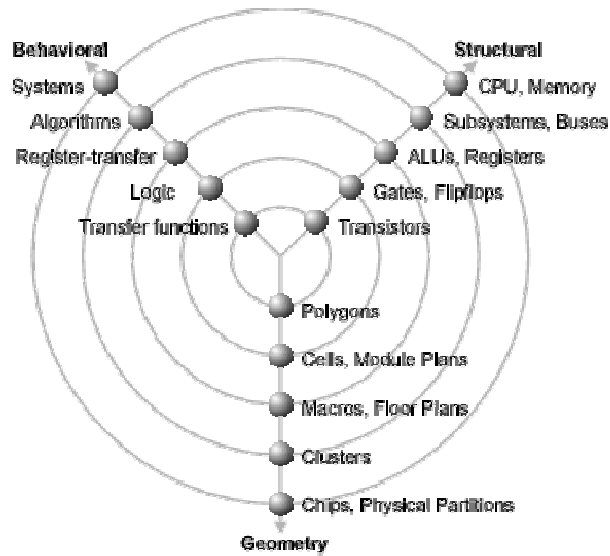 Behavioral
Structural
Systems
CPU, Memory
Algorithms
Subsystems, Buses
Register-transfer
ALUs, Registers
Logic
Gates, Flipflops
Transfer functions
Transistors
Polygons
Cells, Module Plans
Macros, Floor Plans
Clusters
Chips, Physical Partitions
Geometry